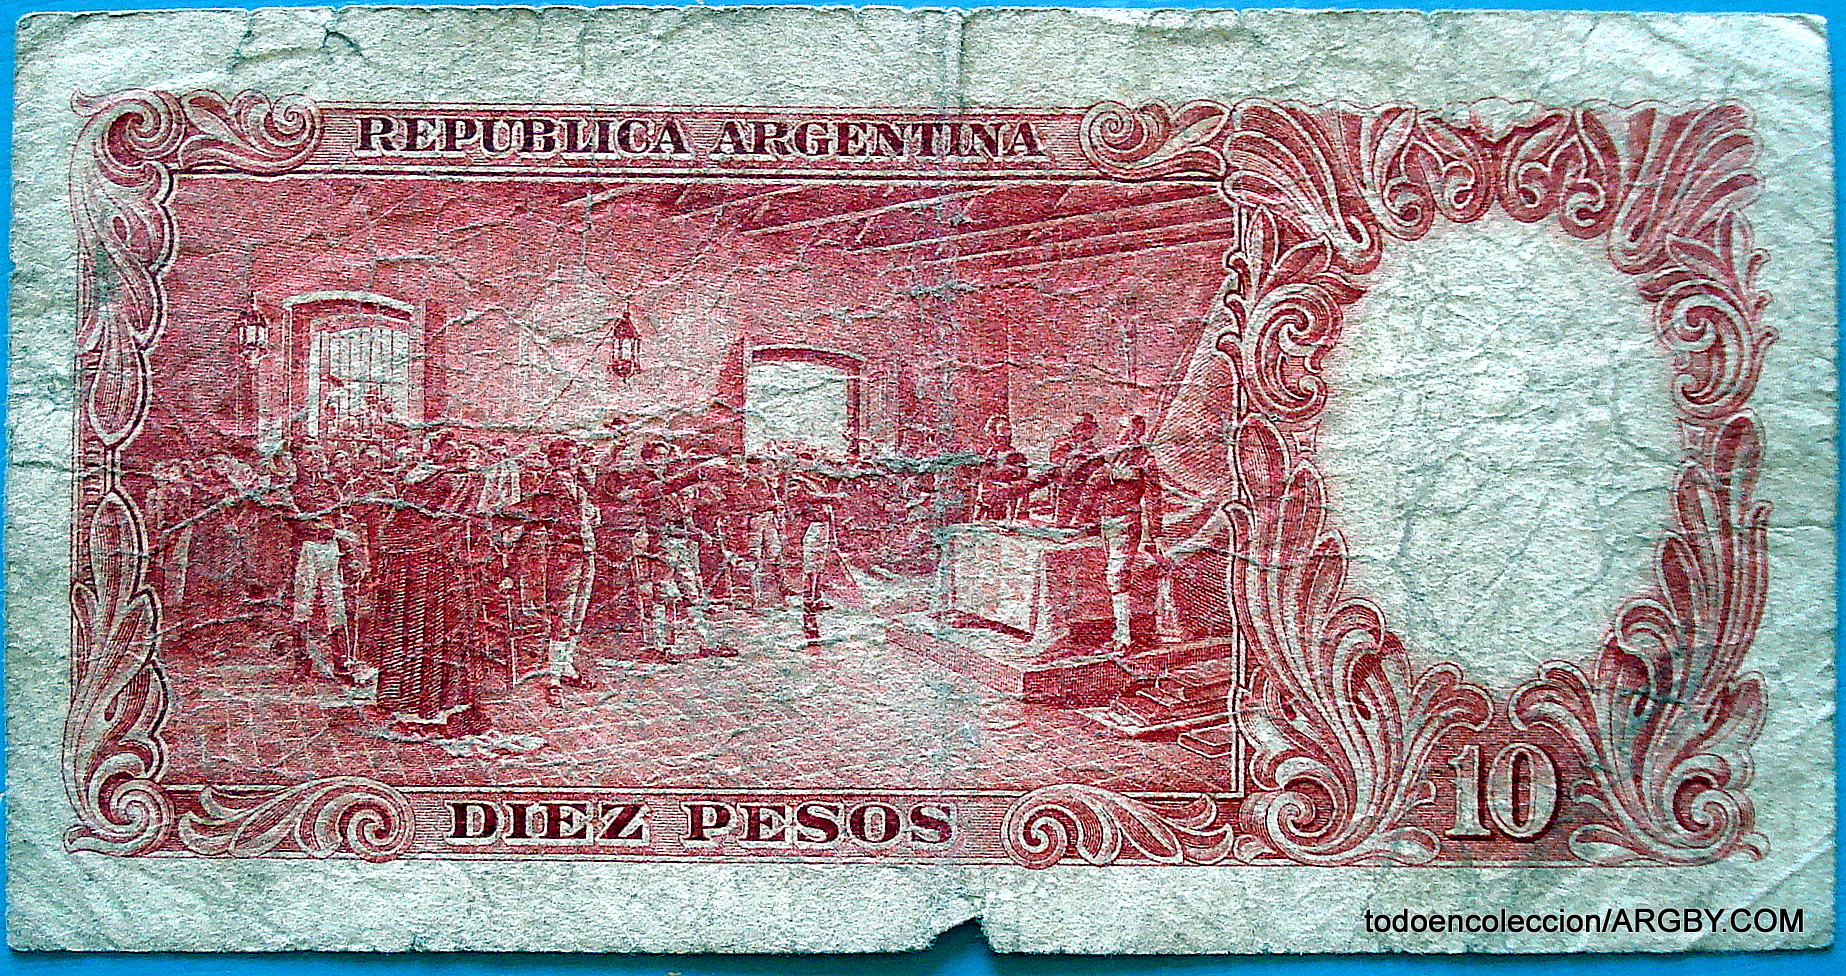 REPUBLICA ARGENTINA
DIEZ PESOS
10
todoencoleccion/ARGBY.COM